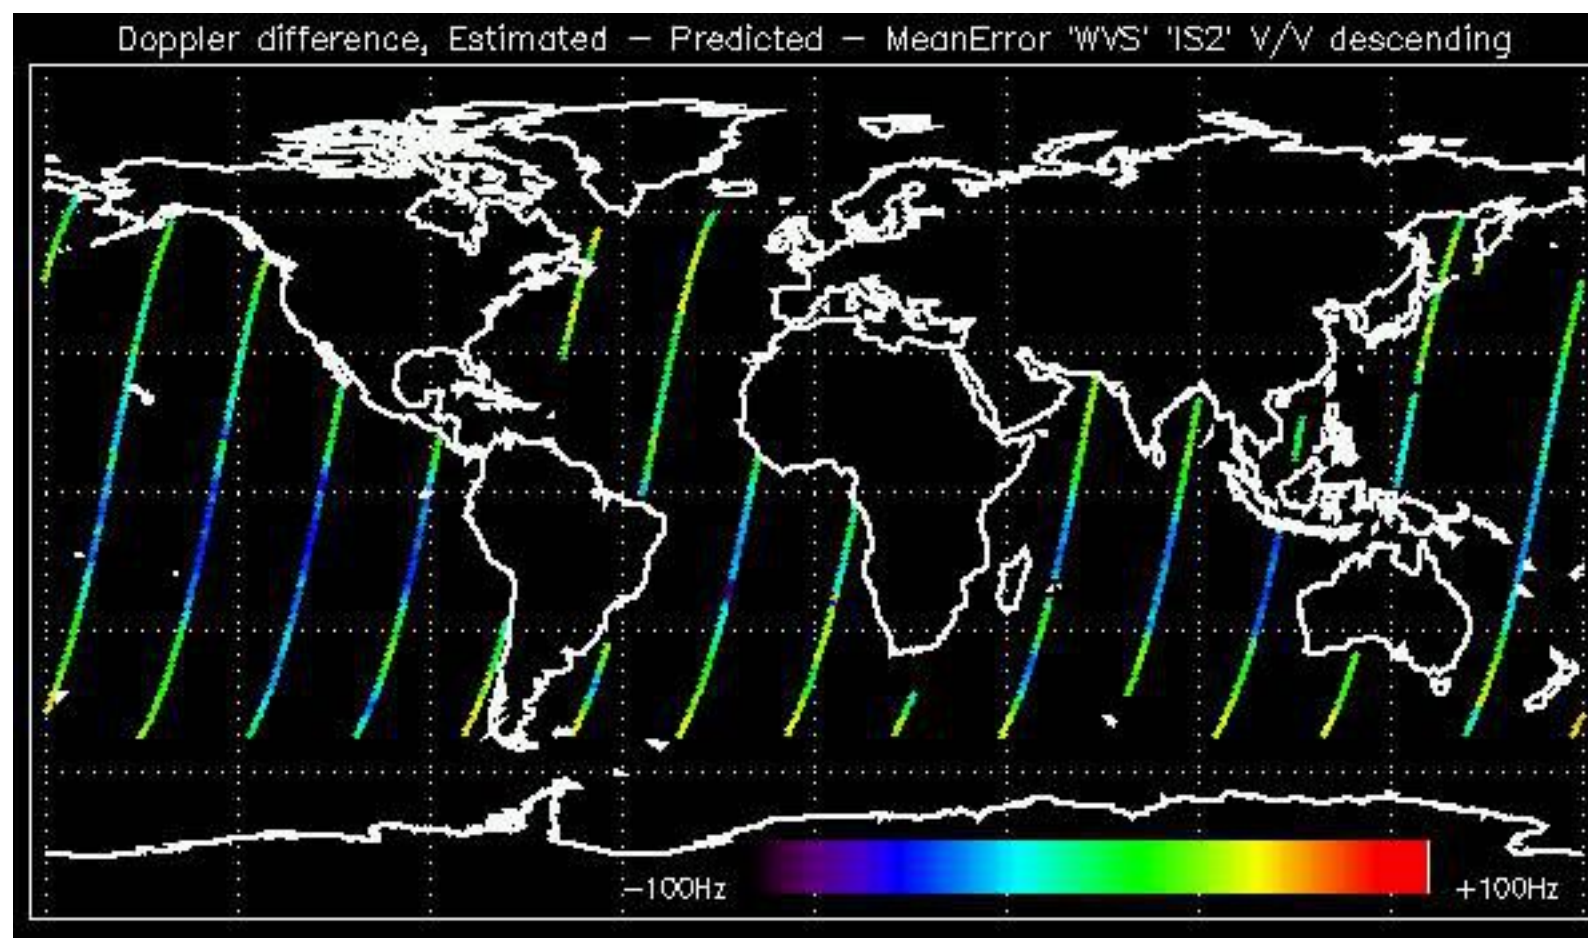 Doppler difference, Estimated – Predicted – MeanError 'WVS' 'IS2' V/V descending
–100Hz +100Hz